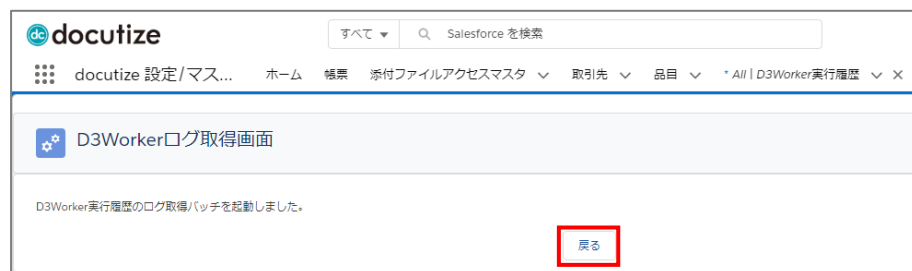 dc docutize
すべて Salesforce を検索
docutize 設定/マス... ホーム 帳票 添付ファイルアクセスマスタ 取引先 品目 * All | D3Worker実行履歴
D3Workerログ取得画面
D3Worker実行履歴のログ取得バッチを起動しました。
戻る